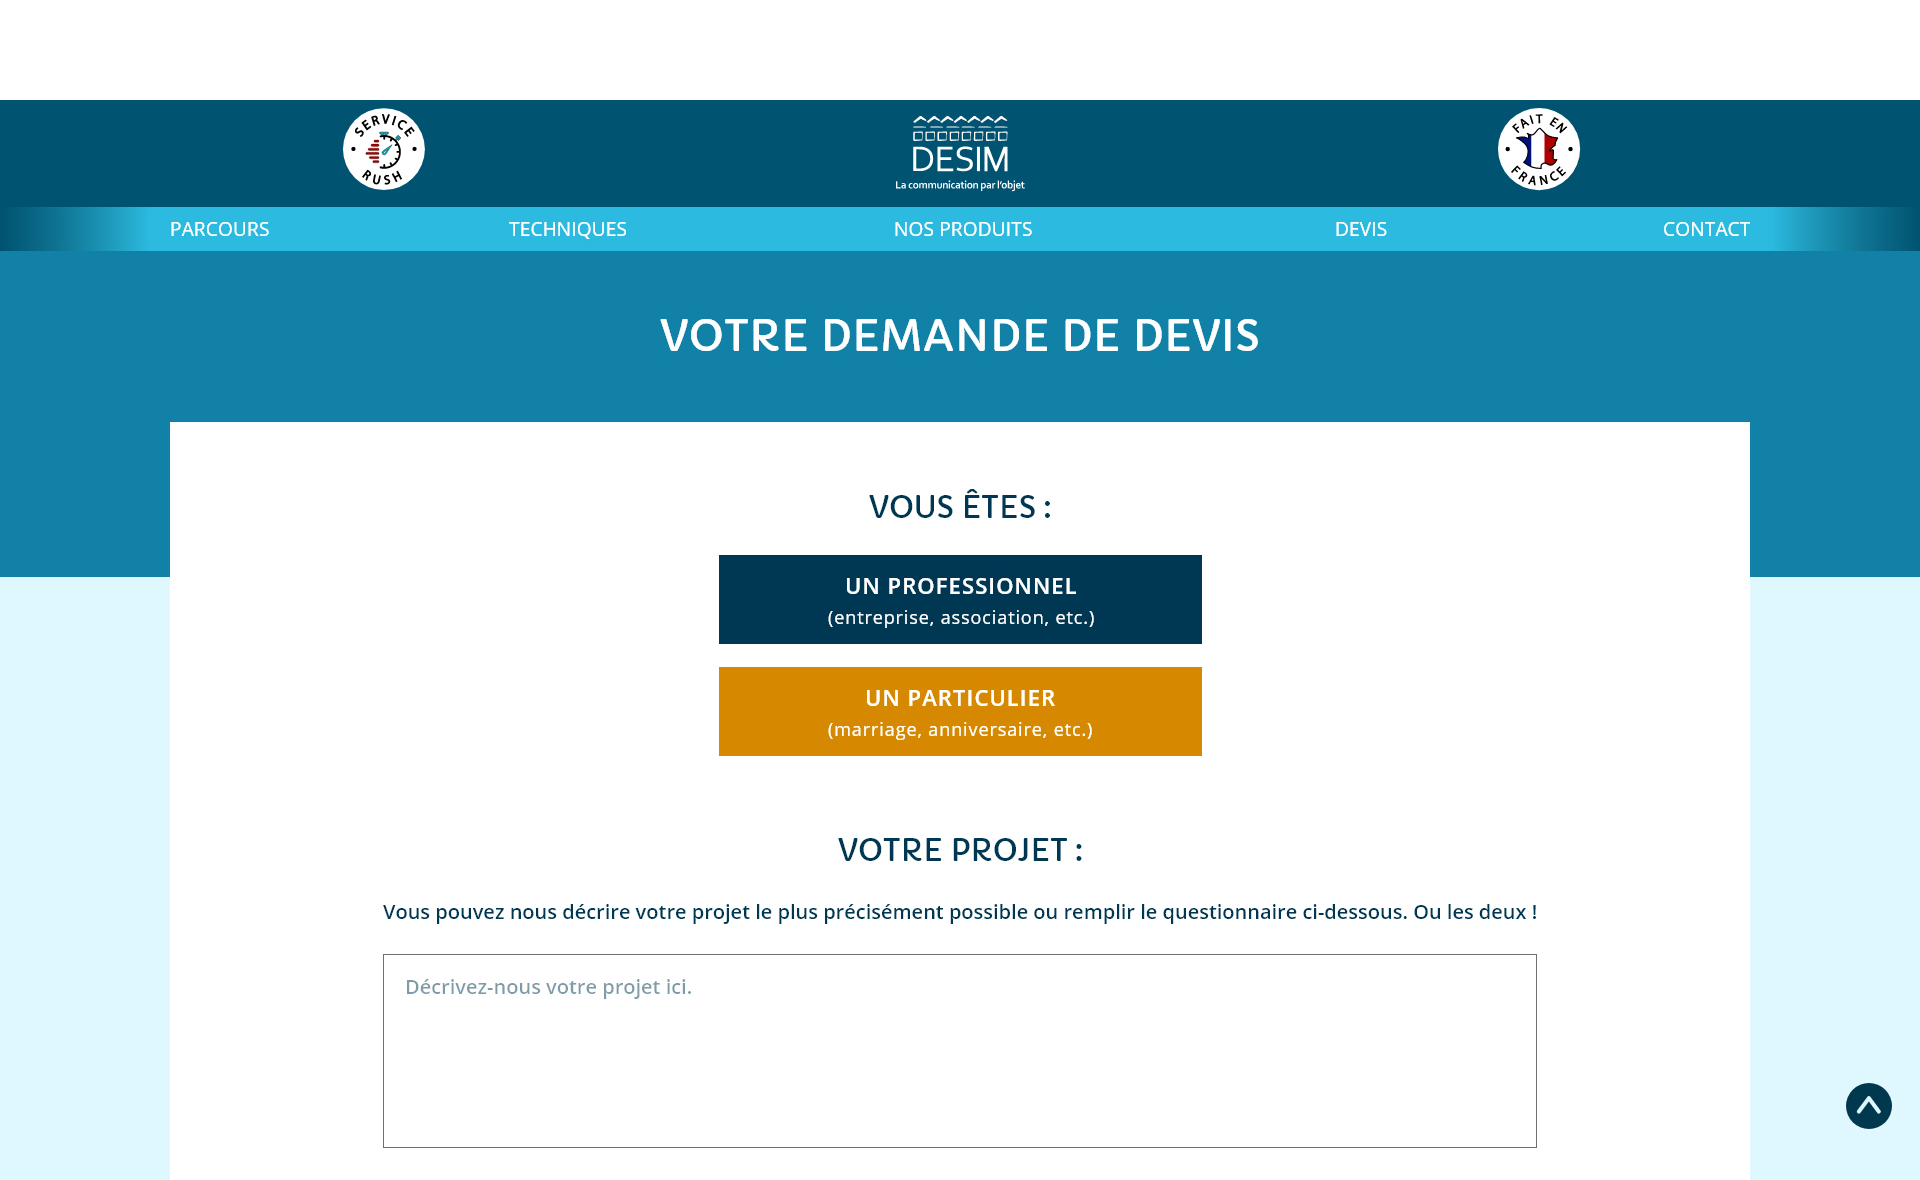 SERVICE
RUSH
DESIM
La communication par l'objet
FAIT EN
FRANCE
PARCOURS
TECHNIQUES
NOS PRODUITS
DEVIS
CONTACT
VOTRE DEMANDE DE DEVIS
VOUS ÊTES :
UN PROFESSIONNEL
(entreprise, association, etc.)
UN PARTICULIER
(marriage, anniversaire, etc.)
VOTRE PROJET :
Vous pouvez nous décrire votre projet le plus précisément possible ou remplir le questionnaire ci-dessous. Ou les deux !
Décrivez-nous votre projet ici.